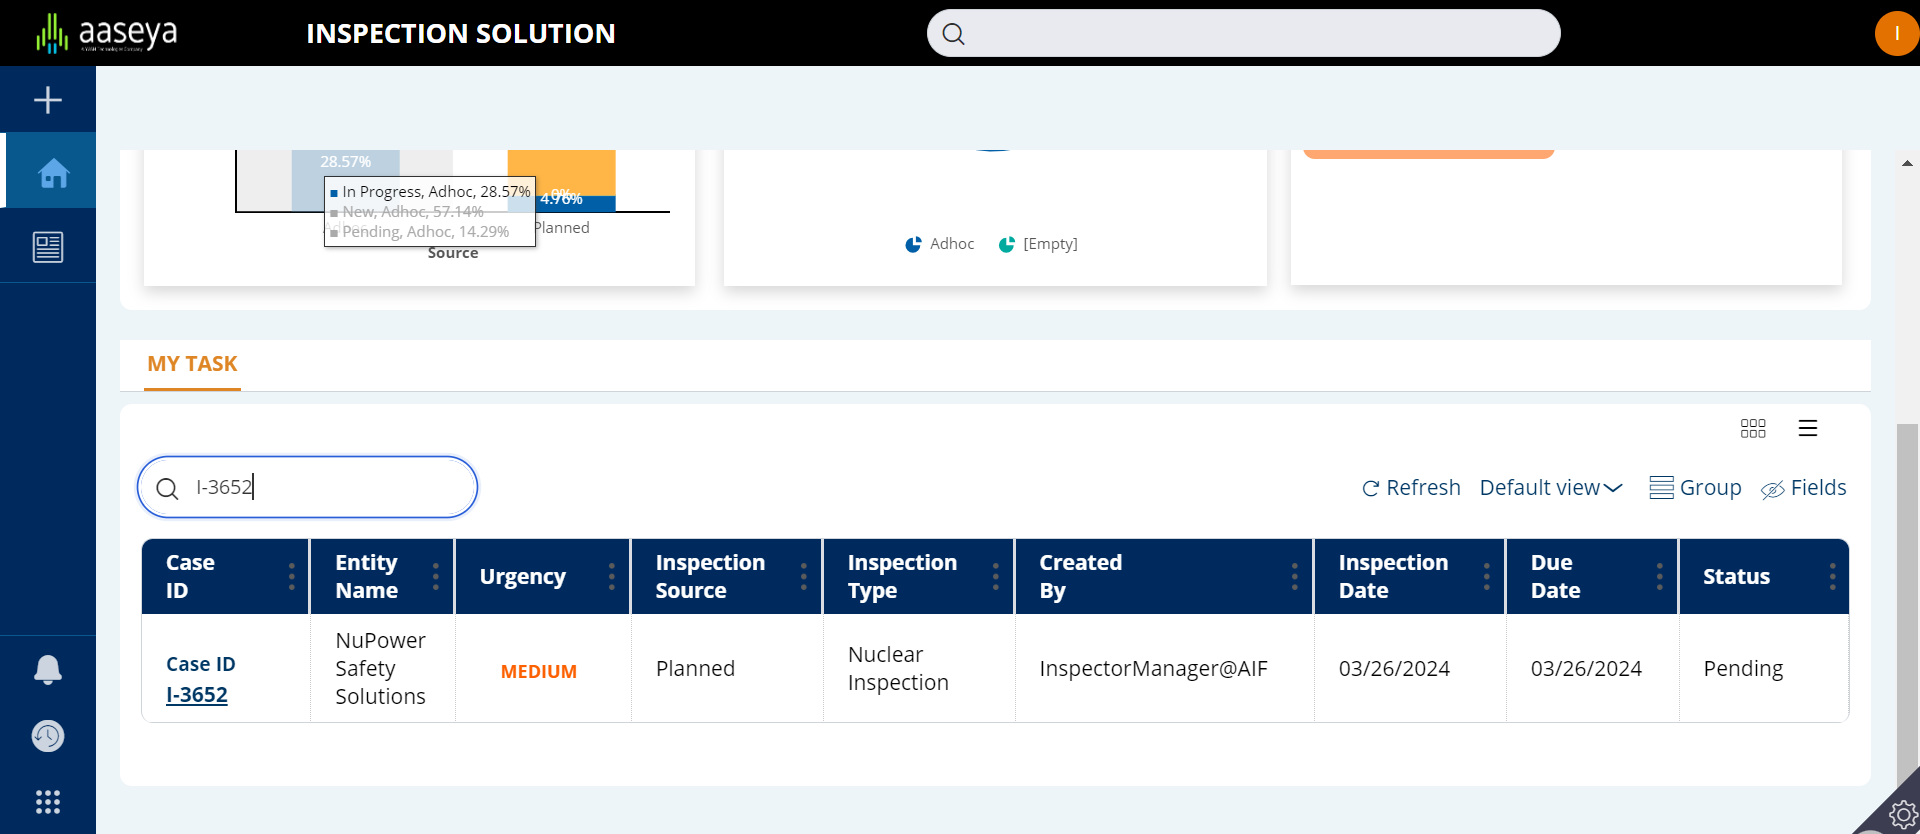 aaseya
INSPECTION SOLUTION
I
28.57%
In Progress, Adhoc, 28.57%
New, Adhoc, 57.14%
Pending, Adhoc, 14.29%
0%
4.76%
Planned
Source
Adhoc
[Empty]
MY TASK
I-3652
Refresh
Default view
Group
Fields
Case ID
Entity Name
Urgency
Inspection Source
Inspection Type
Created By
Inspection Date
Due Date
Status
Case ID
I-3652
NuPower
Safety
Solutions
MEDIUM
Planned
Nuclear
Inspection
InspectorManager@AIF
03/26/2024
03/26/2024
Pending